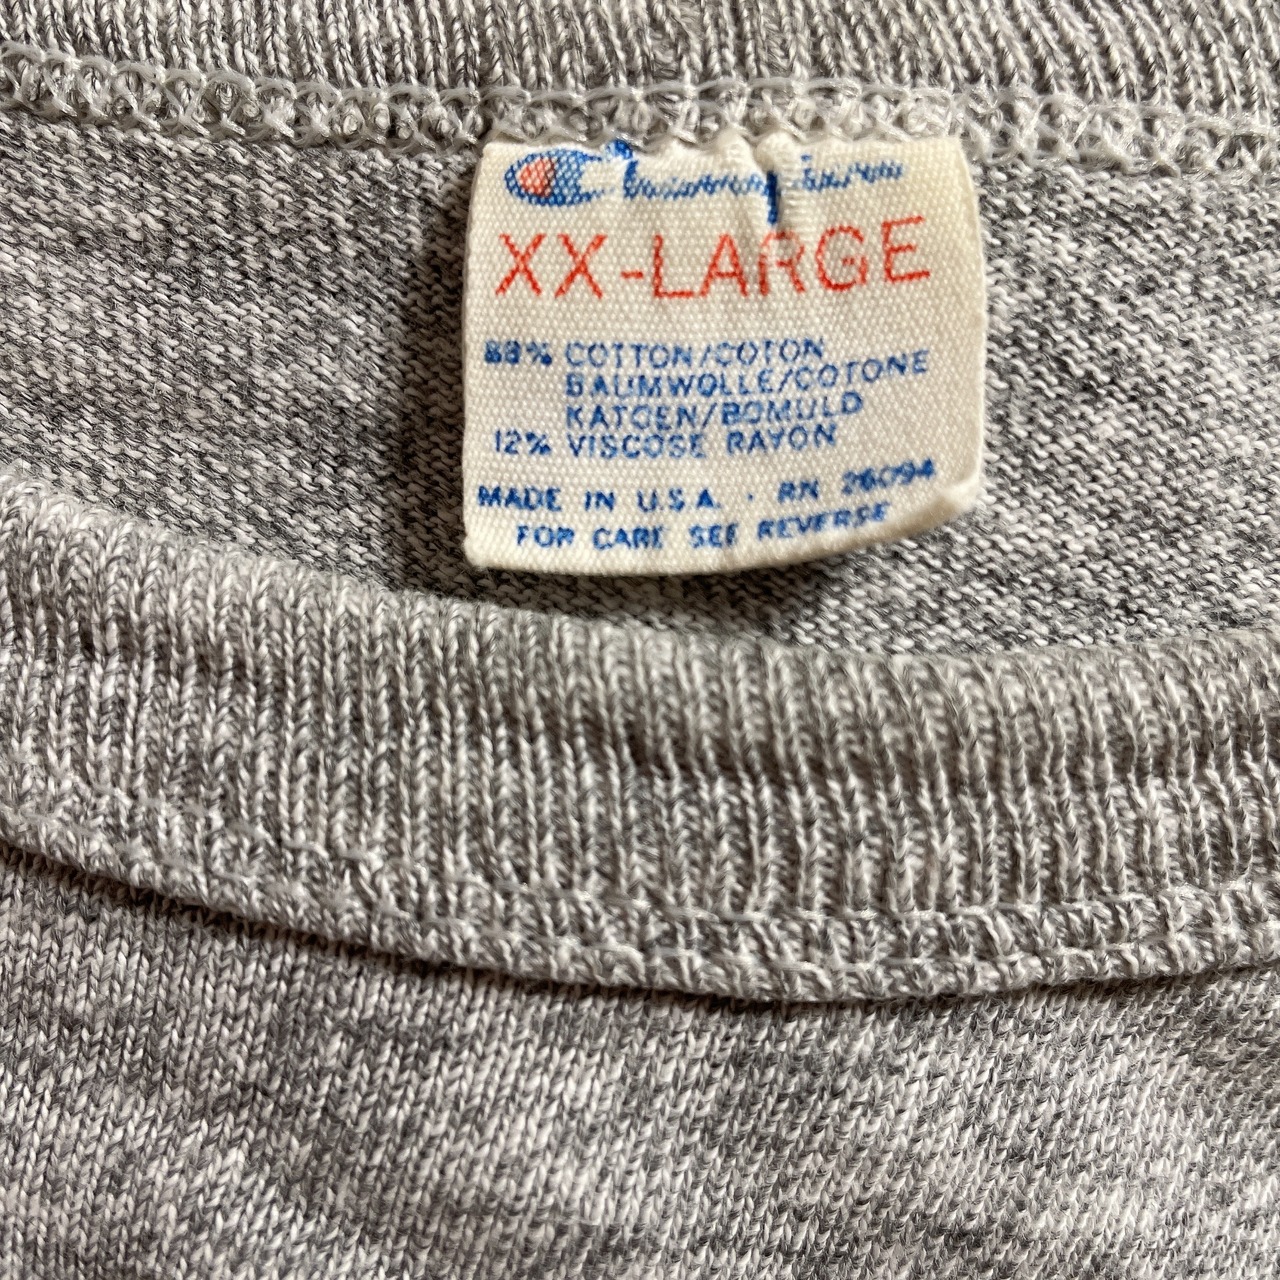 Champion
XX-LARGE
88% COTTON/COTON
BAUMWOLLE/COTONE
KATOEN/BOMULD
12% VISCOSE RAYON
MADE IN U.S.A. · RN 26094
FOR CARE SEE REVERSE